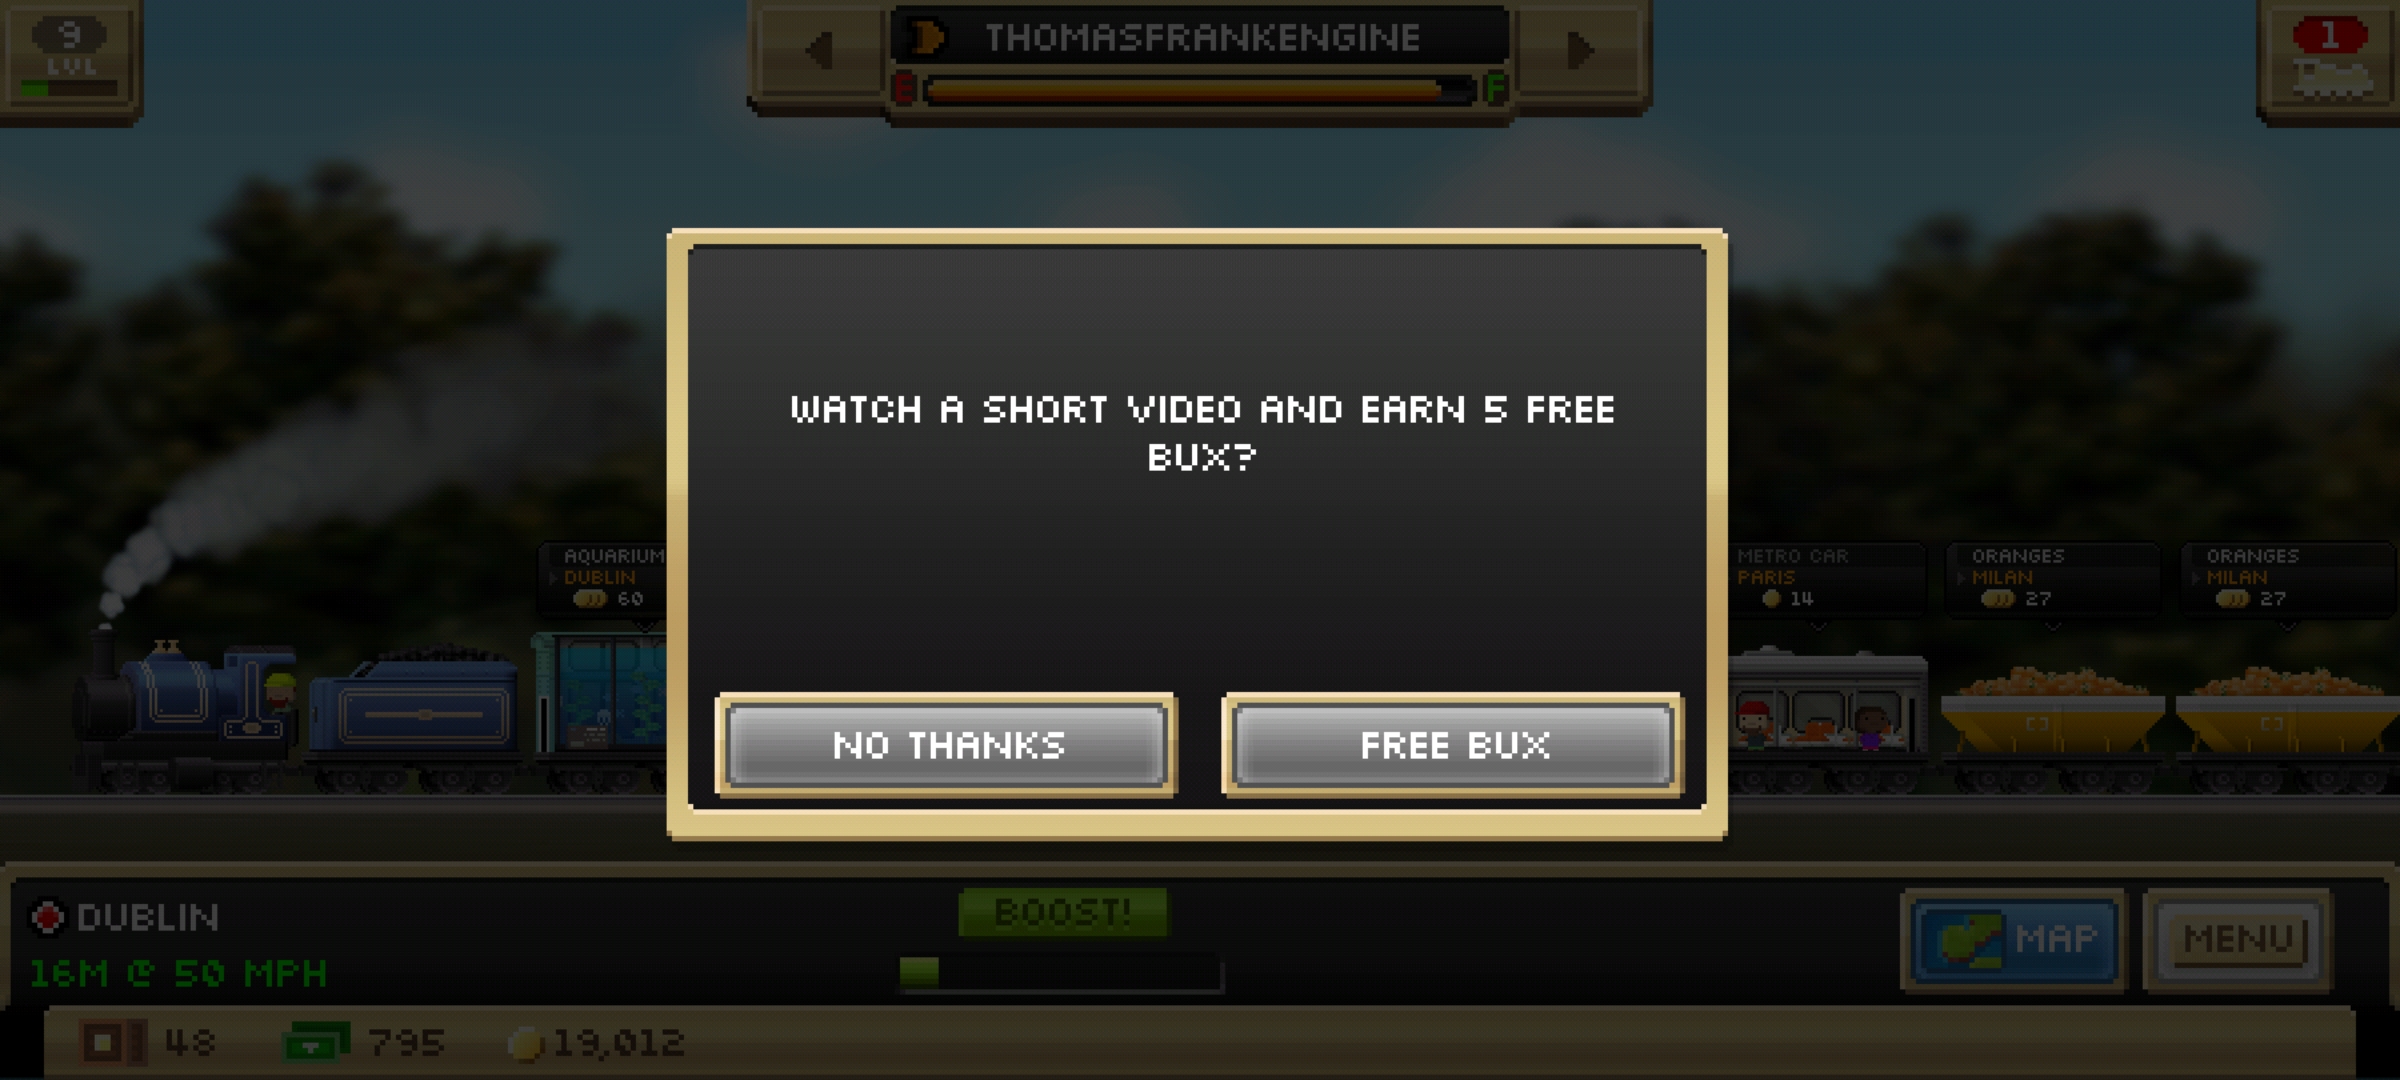 9
LVL
THOMASFRANKENGINE
E F
1
WATCH A SHORT VIDEO AND EARN 5 FREE
BUX?
NO THANKS
FREE BUX
AQUARIUM
DUBLIN
60
METRO CAR
PARIS
14
ORANGES
MILAN
27
ORANGES
MILAN
27
DUBLIN
16M @ 50 MPH
BOOST!
MAP
MENU
48
795
19,012